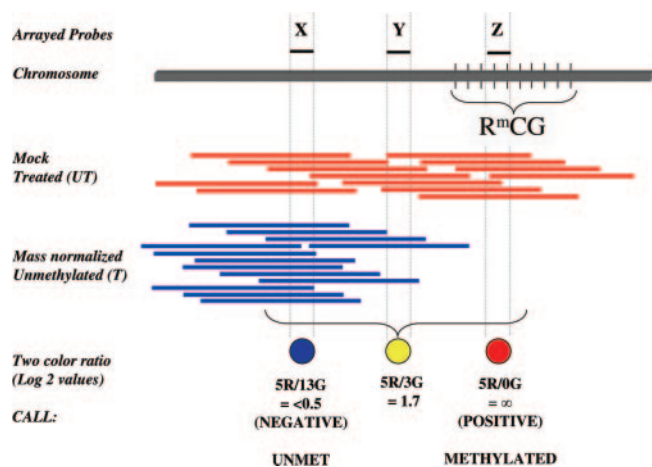 Arrayed Probes X Y Z
Chromosome
RᵐCG
Mock
Treated (UT)
Mass normalized
Unmethylated (T)
Two color ratio
(Log 2 values)
5R/13G 5R/3G 5R/0G
= <0.5 = 1.7 = ∞
CALL: (NEGATIVE) (POSITIVE)
UNMET METHYLATED